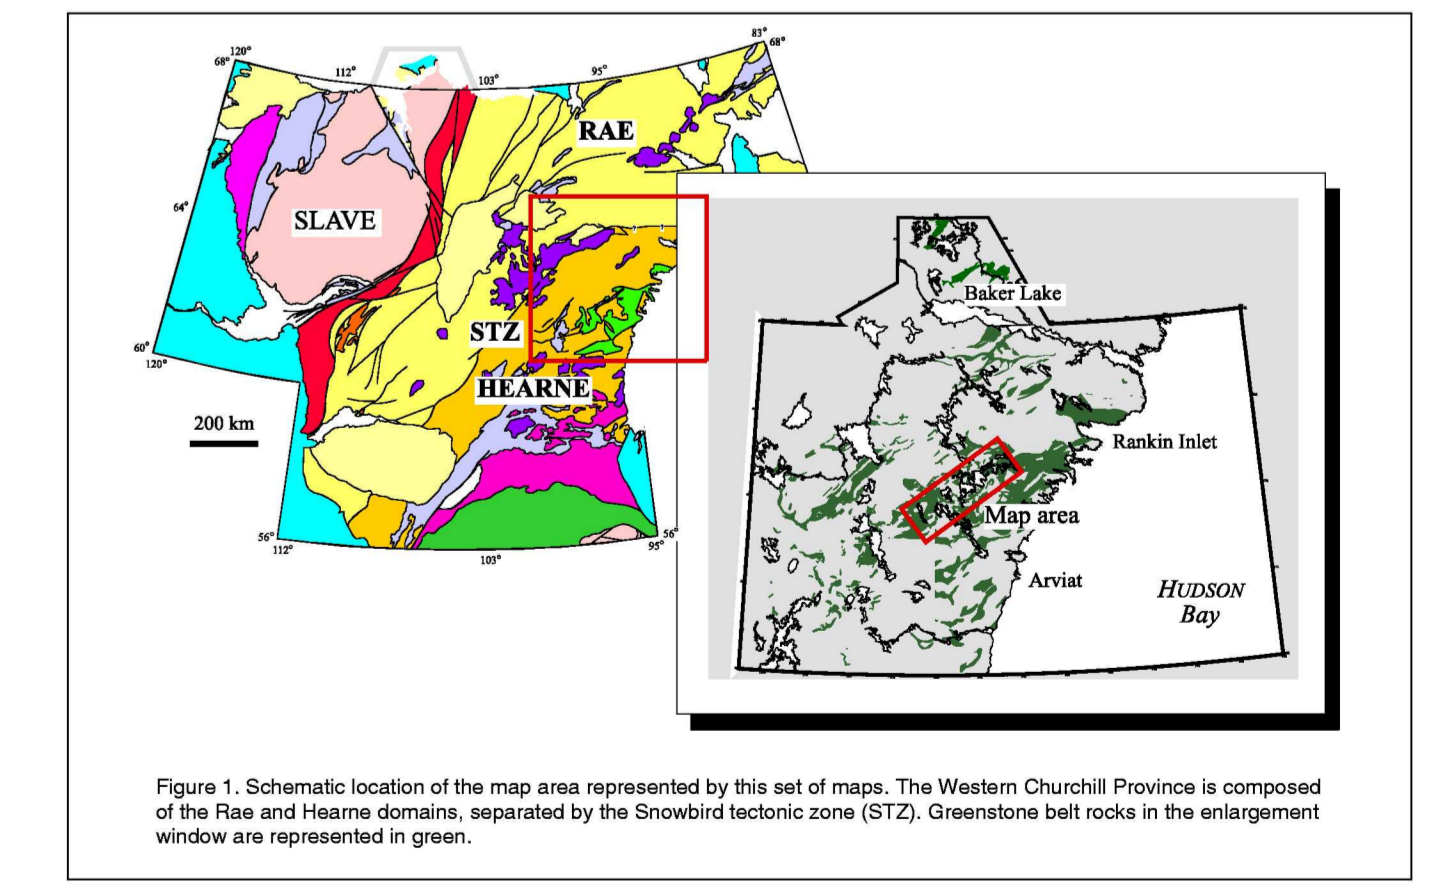 83°
68°
120°
68°
112°
103°
95°
RAE
64°
SLAVE
Baker Lake
STZ
60°
120°
HEARNE
200 km
Rankin Inlet
Map area
56°
112°
103°
95°
56°
Arviat
HUDSON
Bay
Figure 1. Schematic location of the map area represented by this set of maps. The Western Churchill Province is composed
of the Rae and Hearne domains, separated by the Snowbird tectonic zone (STZ). Greenstone belt rocks in the enlargement
window are represented in green.